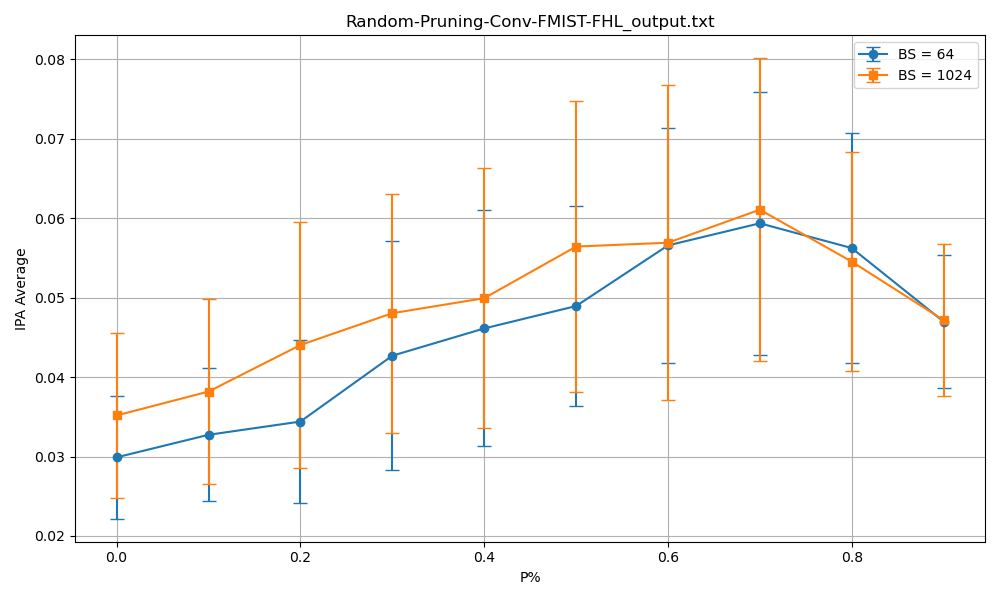 Random-Pruning-Conv-FMIST-FHL_output.txt
BS = 64
BS = 1024
IPA Average
0.08
0.07
0.06
0.05
0.04
0.03
0.02
0.0 0.2 0.4 0.6 0.8
P%